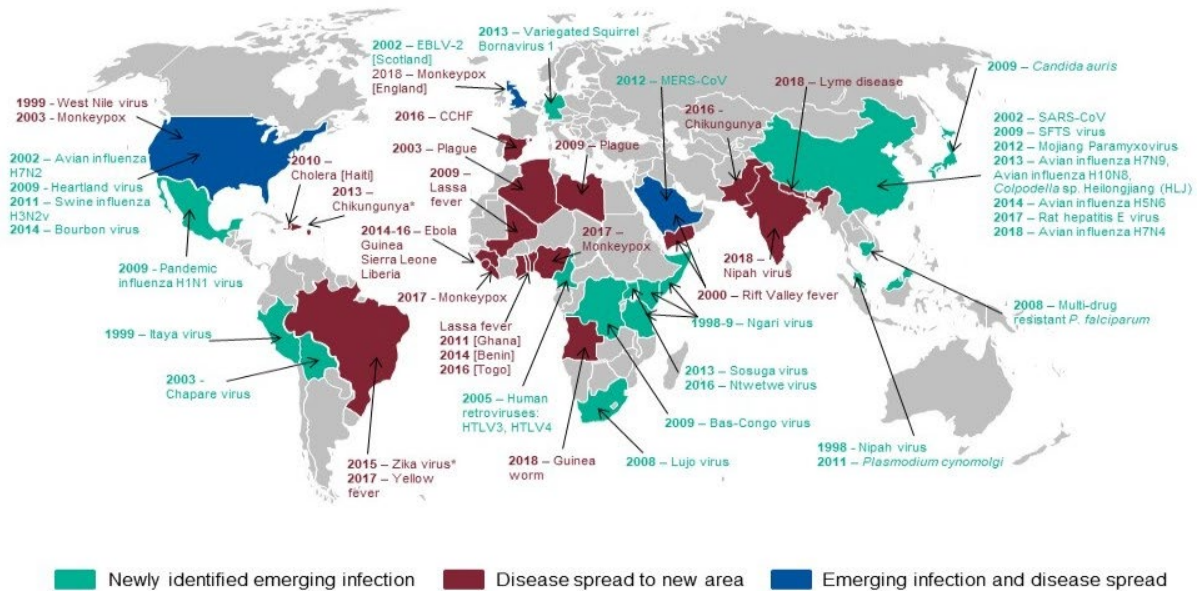 2013 – Variegated Squirrel
Bornavirus 1
2002 – EBLV-2
[Scotland]
2018 – Monkeypox
[England]
2012 – MERS-CoV
2018 – Lyme disease
2009 – Candida auris
1999 - West Nile virus
2003 - Monkeypox
2016 – CCHF
2016 -
Chikungunya
2003 – Plague
2009 – Plague
2002 – SARS-CoV
2009 – SFTS virus
2012 – Mojiang Paramyxovirus
2013 – Avian influenza H7N9,
Avian influenza H10N8,
Colpodella sp. Heilongjiang (HLJ)
2014 – Avian influenza H5N6
2017 – Rat hepatitis E virus
2018 – Avian influenza H7N4
2002 – Avian influenza
H7N2
2009 – Heartland virus
2011 – Swine influenza
H3N2v
2014 – Bourbon virus
2010 –
Cholera [Haiti]
2013 –
Chikungunya*
2009 –
Lassa
fever
2014-16 – Ebola
Guinea
Sierra Leone
Liberia
2017 –
Monkeypox
2018 –
Nipah virus
2009 - Pandemic
influenza H1N1 virus
2017 - Monkeypox
2000 – Rift Valley fever
2008 – Multi-drug
resistant P. falciparum
1999 – Itaya virus
Lassa fever
2011 [Ghana]
2014 [Benin]
2016 [Togo]
1998-9 – Ngari virus
2003 -
Chapare virus
2013 – Sosuga virus
2016 – Ntwetwe virus
2005 – Human
retroviruses:
HTLV3, HTLV4
2009 – Bas-Congo virus
1998 - Nipah virus
2011 – Plasmodium cynomolgi
2015 – Zika virus*
2017 – Yellow
fever
2018 – Guinea
worm
2008 – Lujo virus
Newly identified emerging infection
Disease spread to new area
Emerging infection and disease spread